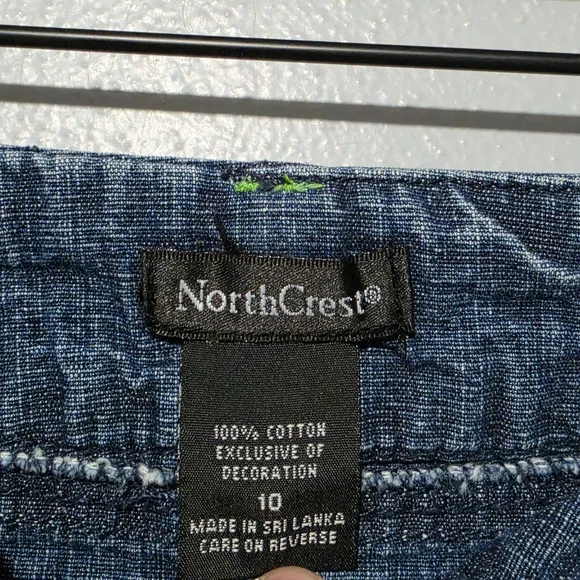 NorthCrest®
100% COTTON
EXCLUSIVE OF
DECORATION
10
MADE IN SRI LANKA
CARE ON REVERSE